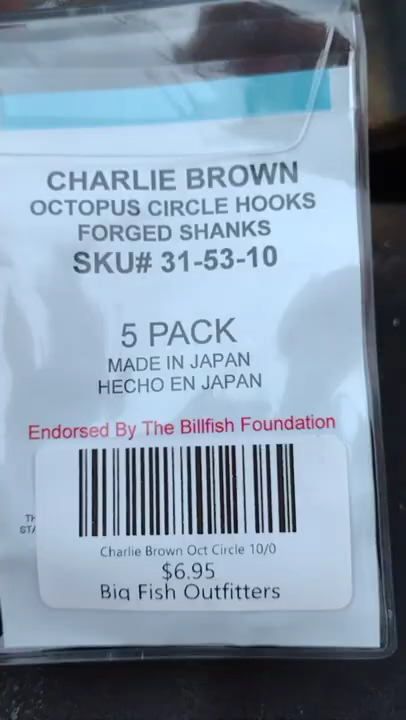 CHARLIE BROWN
OCTOPUS CIRCLE HOOKS
FORGED SHANKS
SKU# 31-53-10
5 PACK
MADE IN JAPAN
HECHO EN JAPAN
Endorsed By The Billfish Foundation
Charlie Brown Oct Circle 10/0
$6.95
Big Fish Outfitters